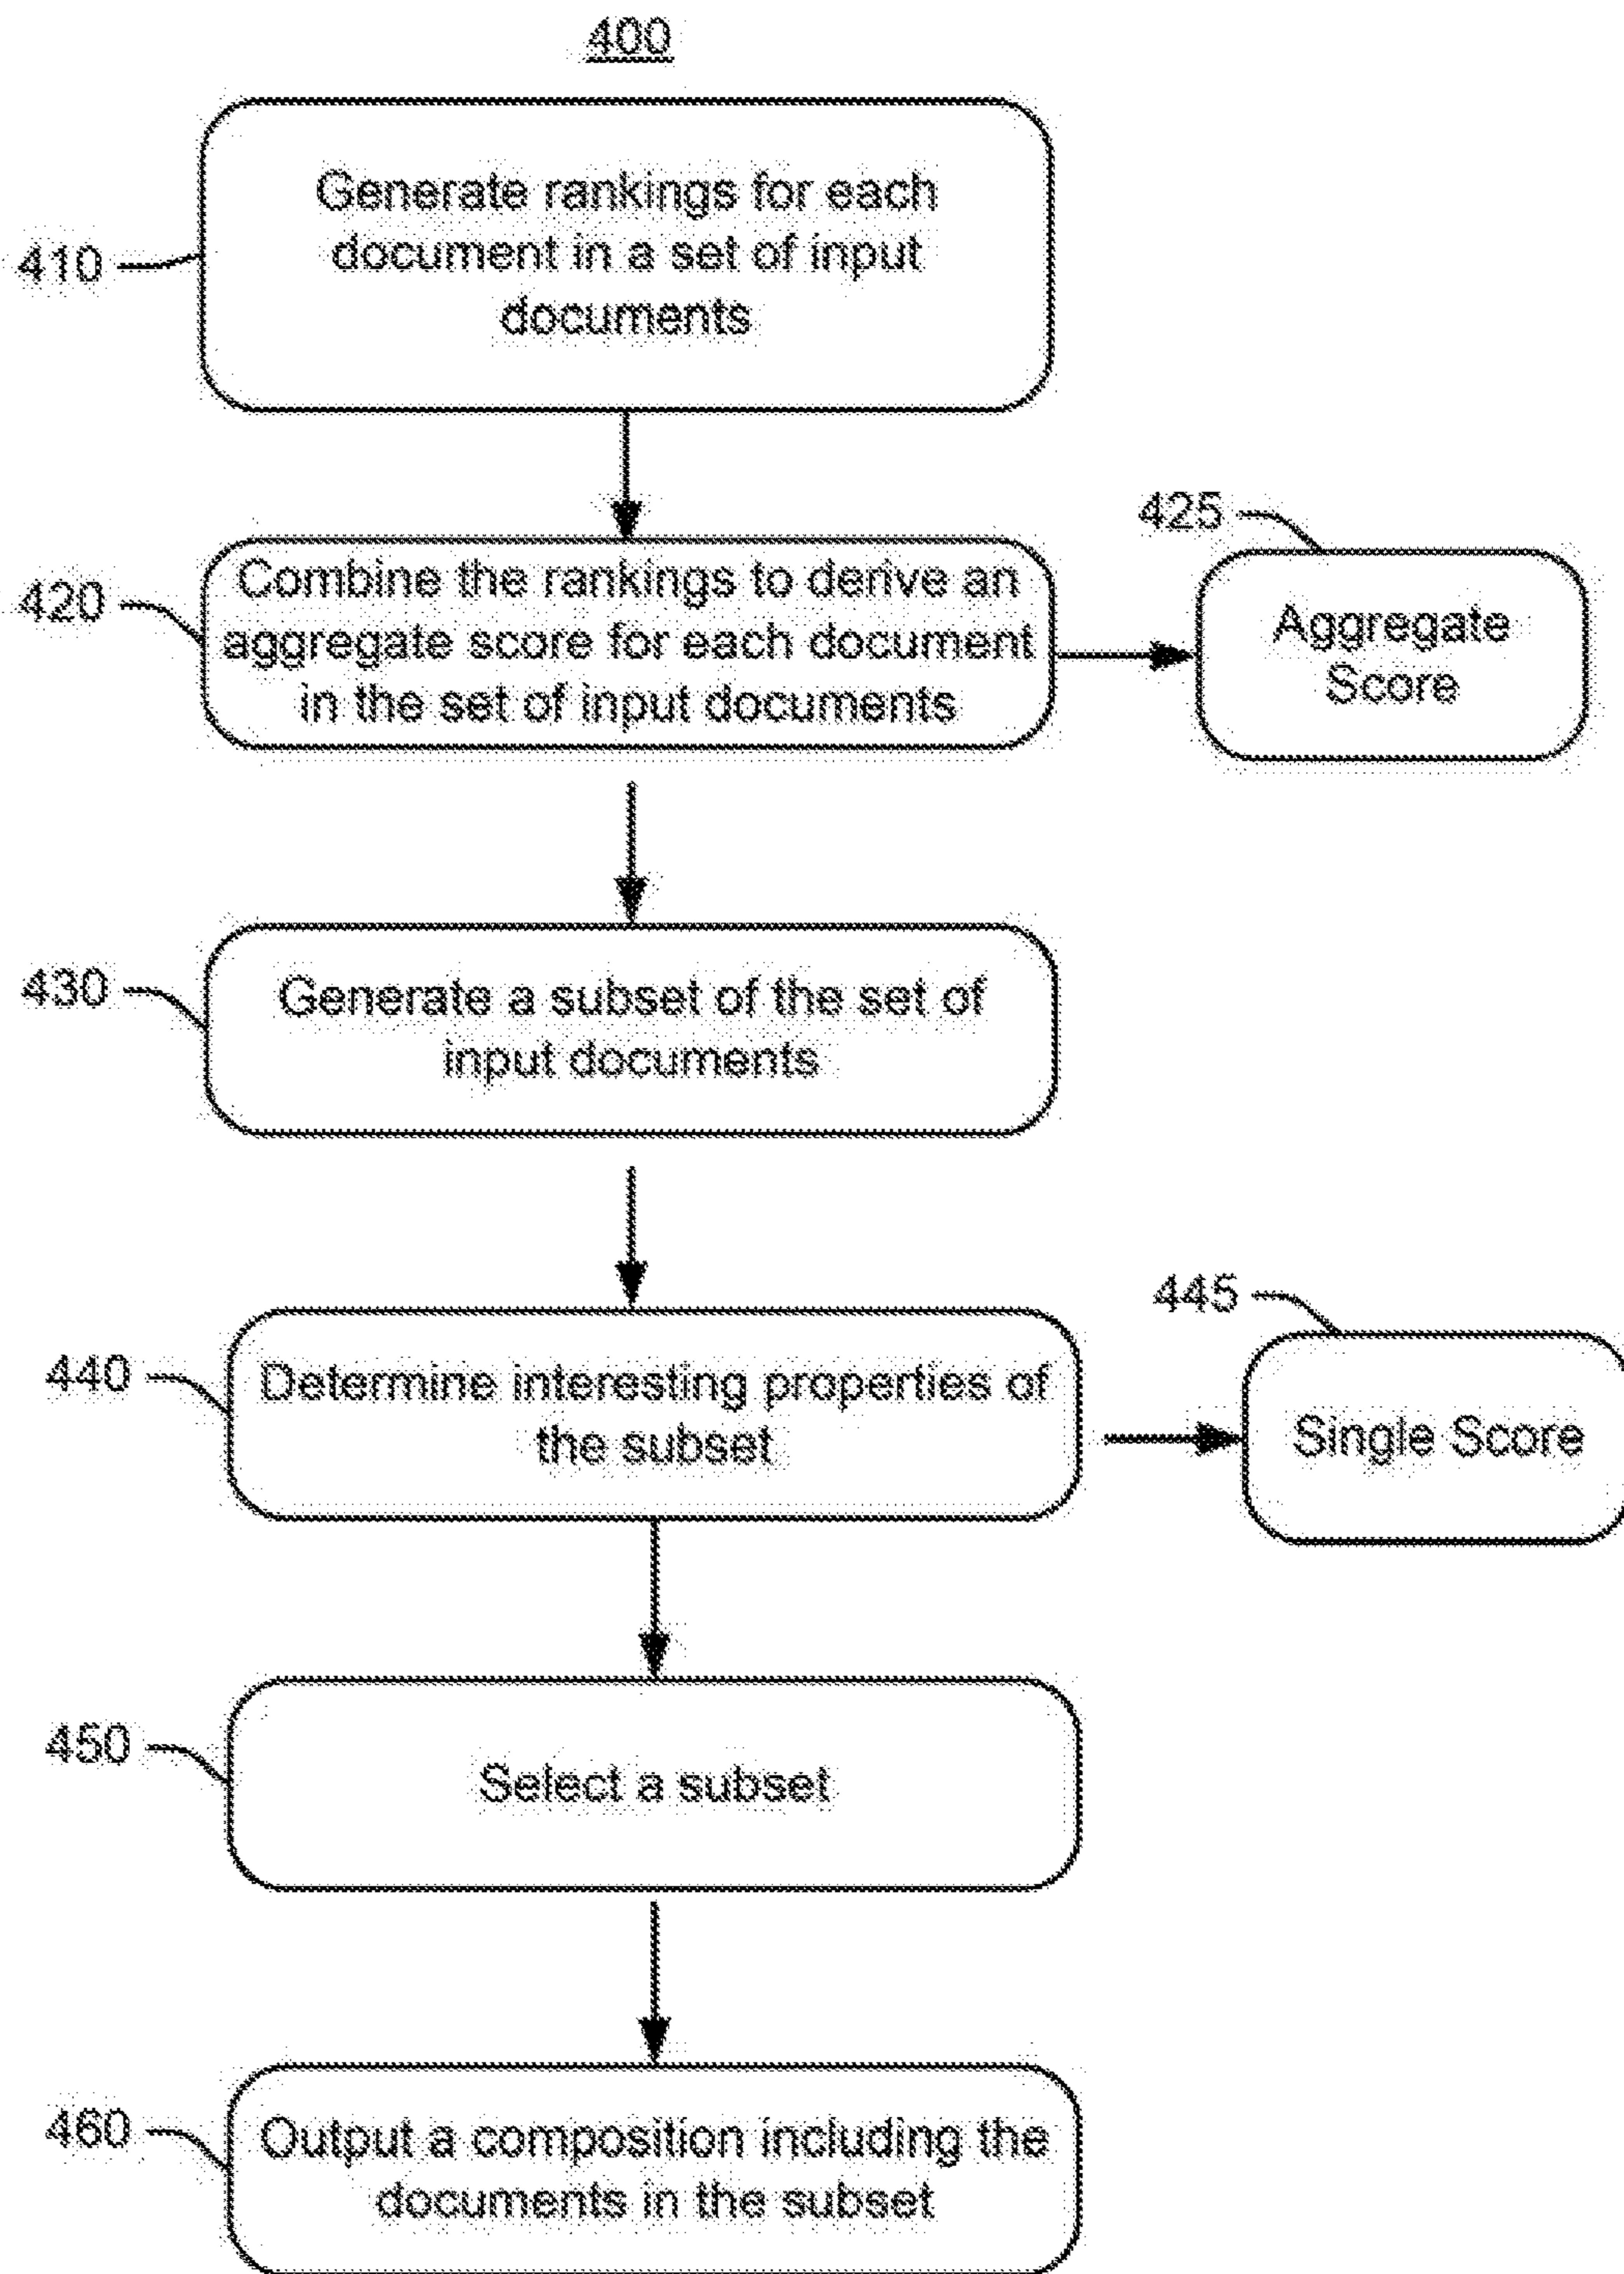 400
410
Generate rankings for each
document in a set of input
documents
420
Combine the rankings to derive an
aggregate score for each document
in the set of input documents
425
Aggregate
Score
430
Generate a subset of the set of
input documents
440
Determine interesting properties of
the subset
445
Single Score
450
Select a subset
460
Output a composition including the
documents in the subset